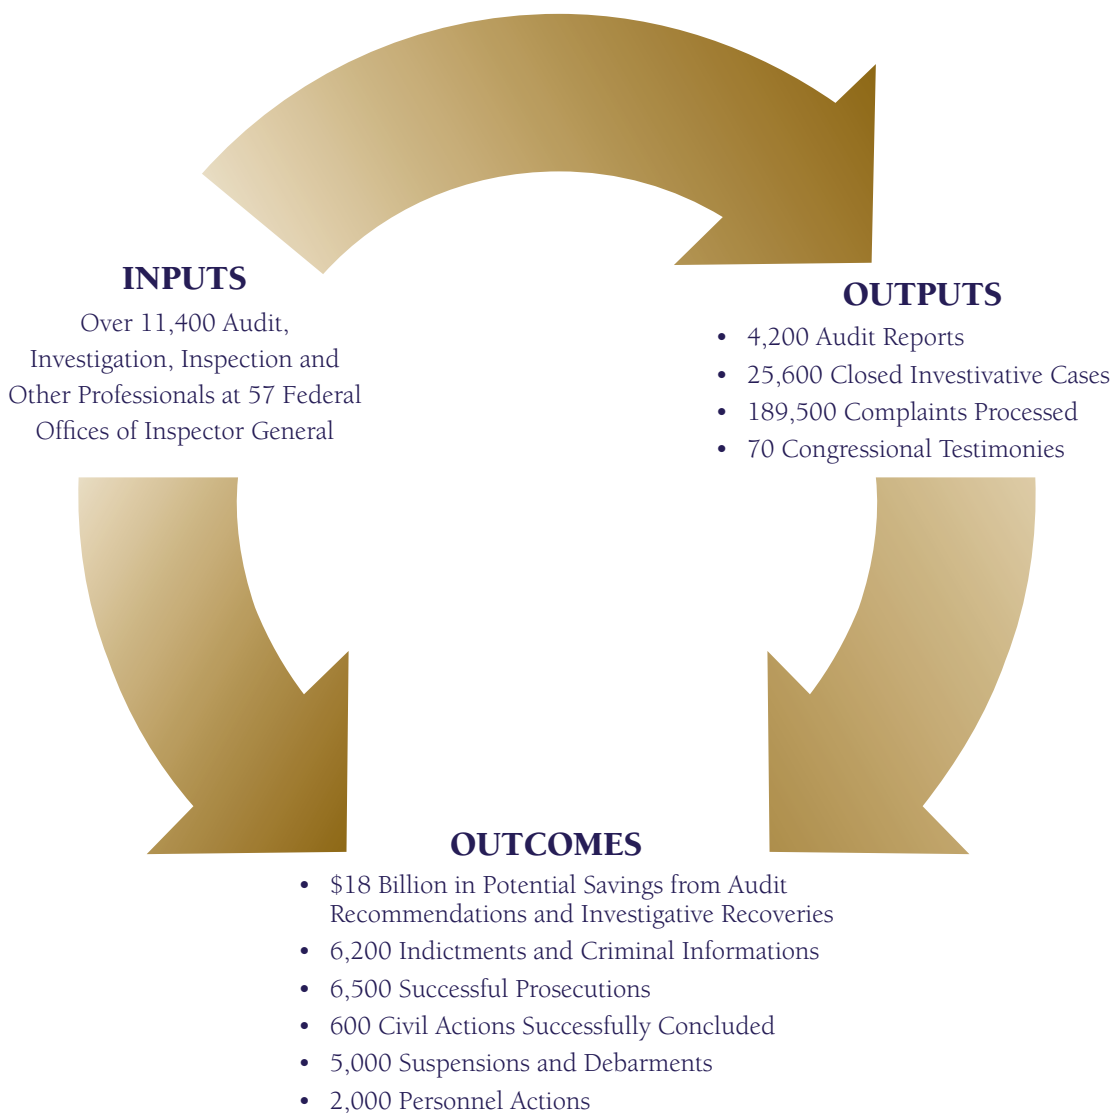 INPUTS
Over 11,400 Audit,
Investigation, Inspection and
Other Professionals at 57 Federal
Offices of Inspector General
OUTPUTS
• 4,200 Audit Reports
• 25,600 Closed Investivative Cases
• 189,500 Complaints Processed
• 70 Congressional Testimonies
OUTCOMES
• $18 Billion in Potential Savings from Audit
Recommendations and Investigative Recoveries
• 6,200 Indictments and Criminal Informations
• 6,500 Successful Prosecutions
• 600 Civil Actions Successfully Concluded
• 5,000 Suspensions and Debarments
• 2,000 Personnel Actions